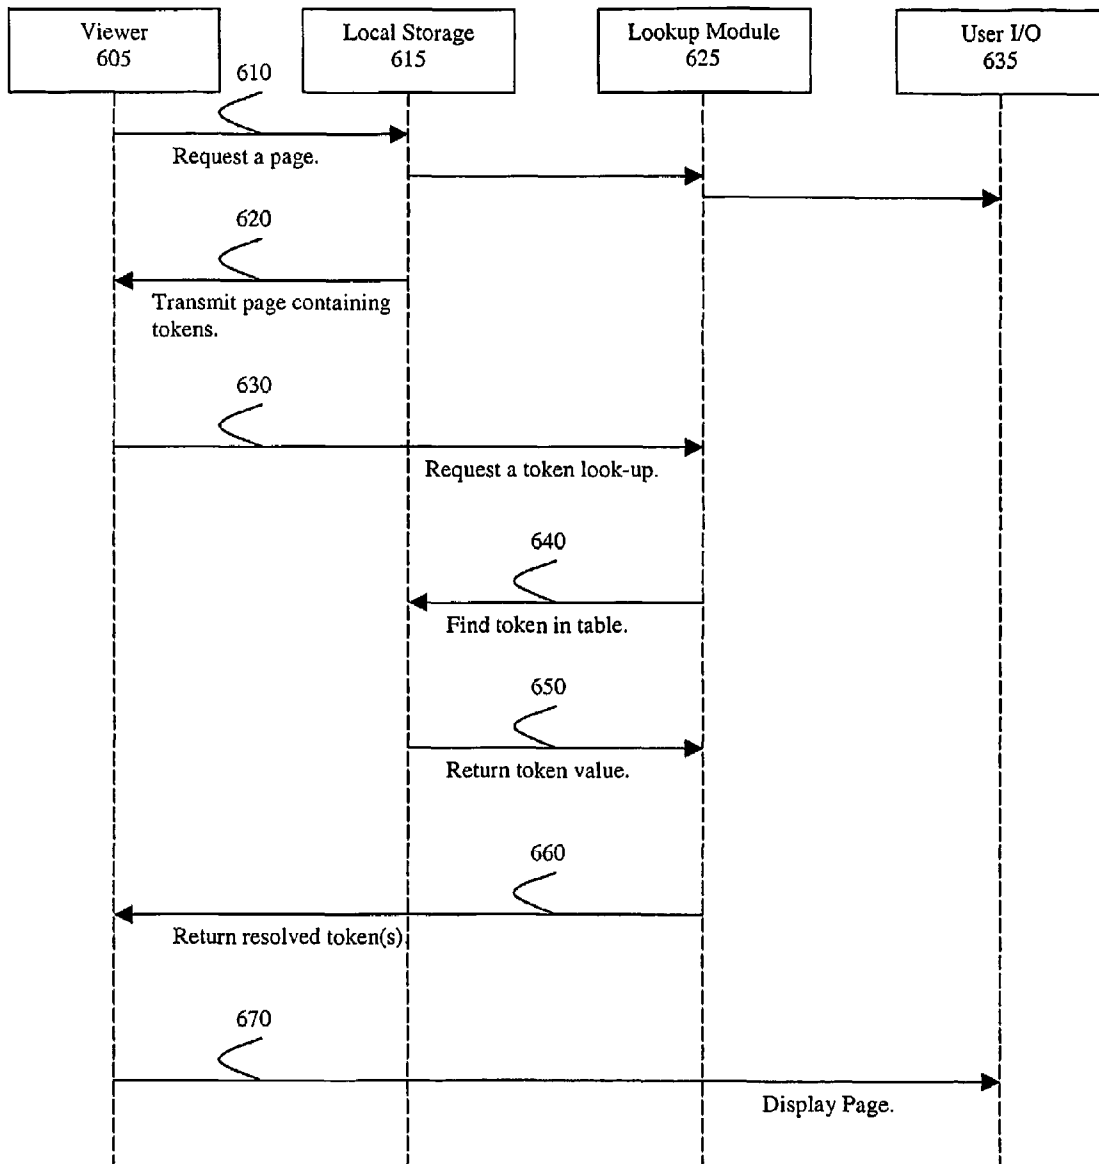 Viewer
605
Local Storage
615
Lookup Module
625
User I/O
635
610
Request a page.
620
Transmit page containing
tokens.
630
Request a token look-up.
640
Find token in table.
650
Return token value.
660
Return resolved token(s)
670
Display Page.